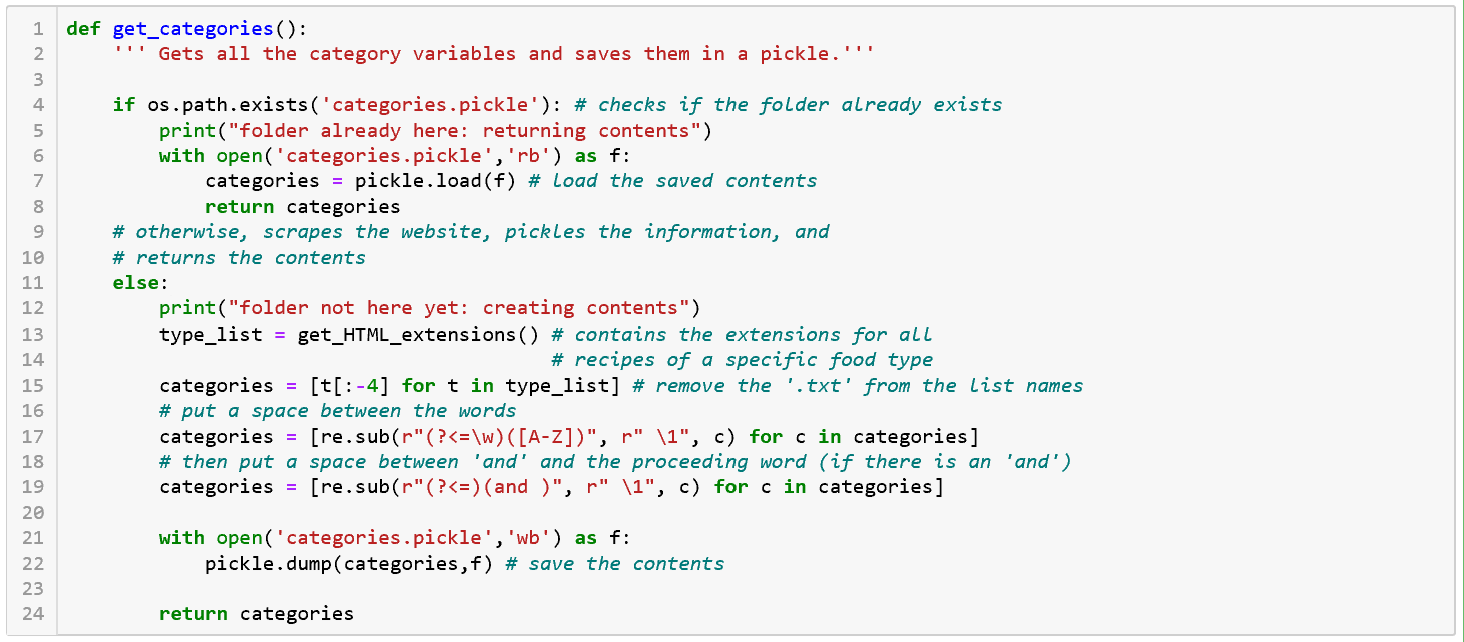 1 def get_categories():
2     ''' Gets all the category variables and saves them in a pickle.'''
3
4     if os.path.exists('categories.pickle'): # checks if the folder already exists
5         print("folder already here: returning contents")
6         with open('categories.pickle','rb') as f:
7             categories = pickle.load(f) # load the saved contents
8             return categories
9     # otherwise, scrapes the website, pickles the information, and
10     # returns the contents
11     else:
12         print("folder not here yet: creating contents")
13         type_list = get_HTML_extensions() # contains the extensions for all
14                                           # recipes of a specific food type
15         categories = [t[:-4] for t in type_list] # remove the '.txt' from the list names
16         # put a space between the words
17         categories = [re.sub(r"(?<=\w)([A-Z])", r" \1", c) for c in categories]
18         # then put a space between 'and' and the proceeding word (if there is an 'and')
19         categories = [re.sub(r"(?<=)(and )", r" \1", c) for c in categories]
20
21         with open('categories.pickle','wb') as f:
22             pickle.dump(categories,f) # save the contents
23
24         return categories